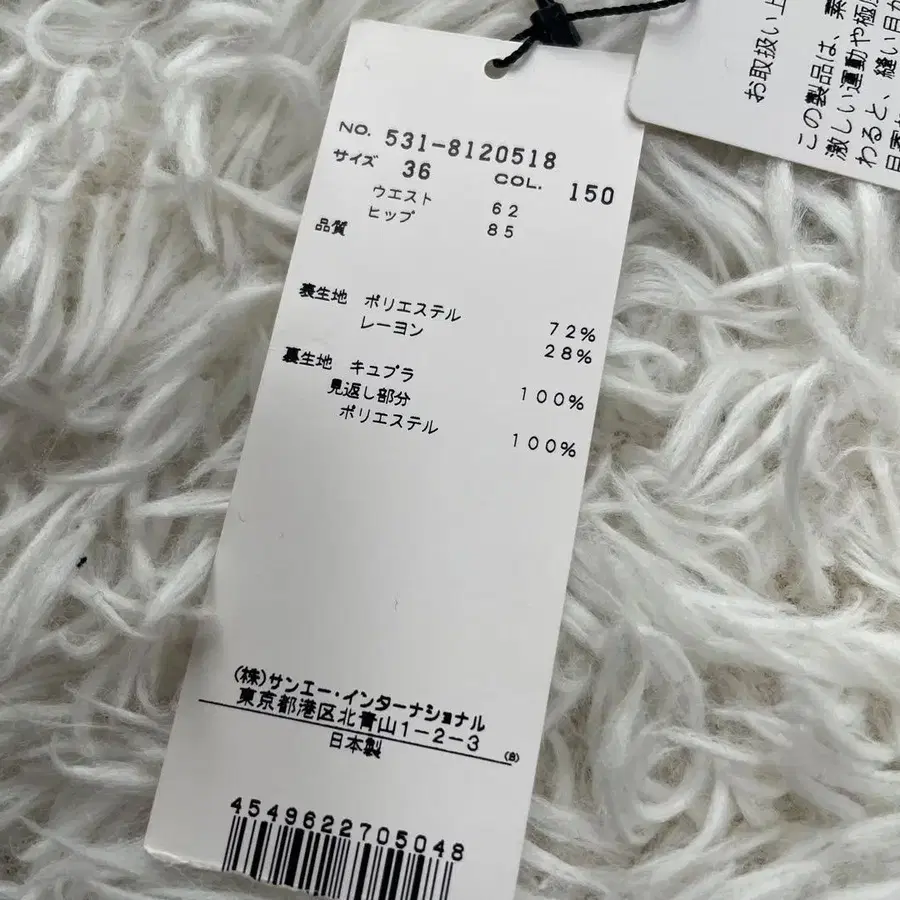 NO. 531-8120518
サイズ 36 COL. 150
ウエスト 62
ヒップ 85
品質
表生地 ポリエステル 72%
レーヨン 28%
裏生地 キュプラ 100%
見返し部分
ポリエステル 100%
(株)サンエー・インターナショナル
東京都港区北青山1-2-3
日本製 (B)
4549622705048
お取扱い上
この製品は、素
激しい運動や極度
わると、縫い目が